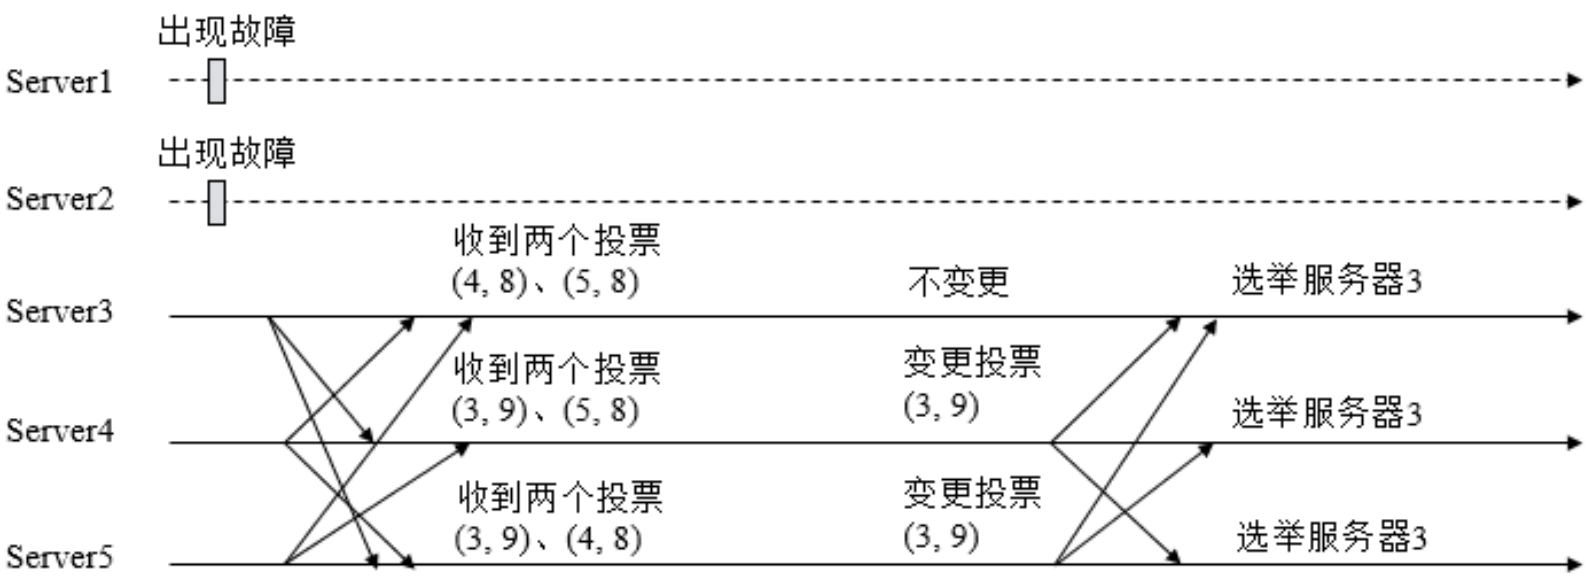 出现故障
Server1
出现故障
Server2
收到两个投票
(4, 8)、(5, 8)
不变更
选举服务器3
Server3
收到两个投票
(3, 9)、(5, 8)
变更投票
(3, 9)
选举服务器3
Server4
收到两个投票
(3, 9)、(4, 8)
变更投票
(3, 9)
选举服务器3
Server5